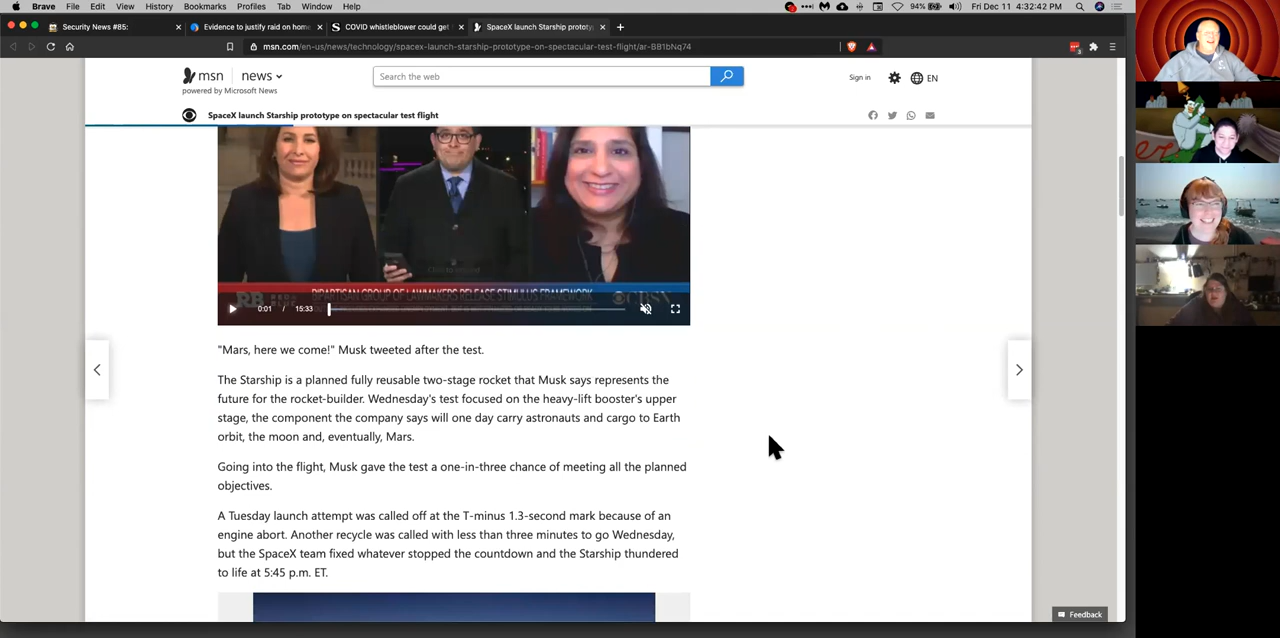 Brave File Edit View History Bookmarks Profiles Tab Window Help
94% Fri Dec 11 4:32:42 PM
Security News #85:
Evidence to justify raid on home
COVID whistleblower could get
SpaceX launch Starship prototy
msn.com/en-us/news/technology/spacex-launch-starship-prototype-on-spectacular-test-flight/ar-BB1bNq74
msn news
powered by Microsoft News
Search the web
Sign in
EN
SpaceX launch Starship prototype on spectacular test flight
BIPARTISAN GROUP OF LAWMAKERS RELEASE STIMULUS FRAMEWORK
CBSN
0:01 / 15:33
"Mars, here we come!" Musk tweeted after the test.
The Starship is a planned fully reusable two-stage rocket that Musk says represents the
future for the rocket-builder. Wednesday's test focused on the heavy-lift booster's upper
stage, the component the company says will one day carry astronauts and cargo to Earth
orbit, the moon and, eventually, Mars.
Going into the flight, Musk gave the test a one-in-three chance of meeting all the planned
objectives.
A Tuesday launch attempt was called off at the T-minus 1.3-second mark because of an
engine abort. Another recycle was called with less than three minutes to go Wednesday,
but the SpaceX team fixed whatever stopped the countdown and the Starship thundered
to life at 5:45 p.m. ET.
Feedback